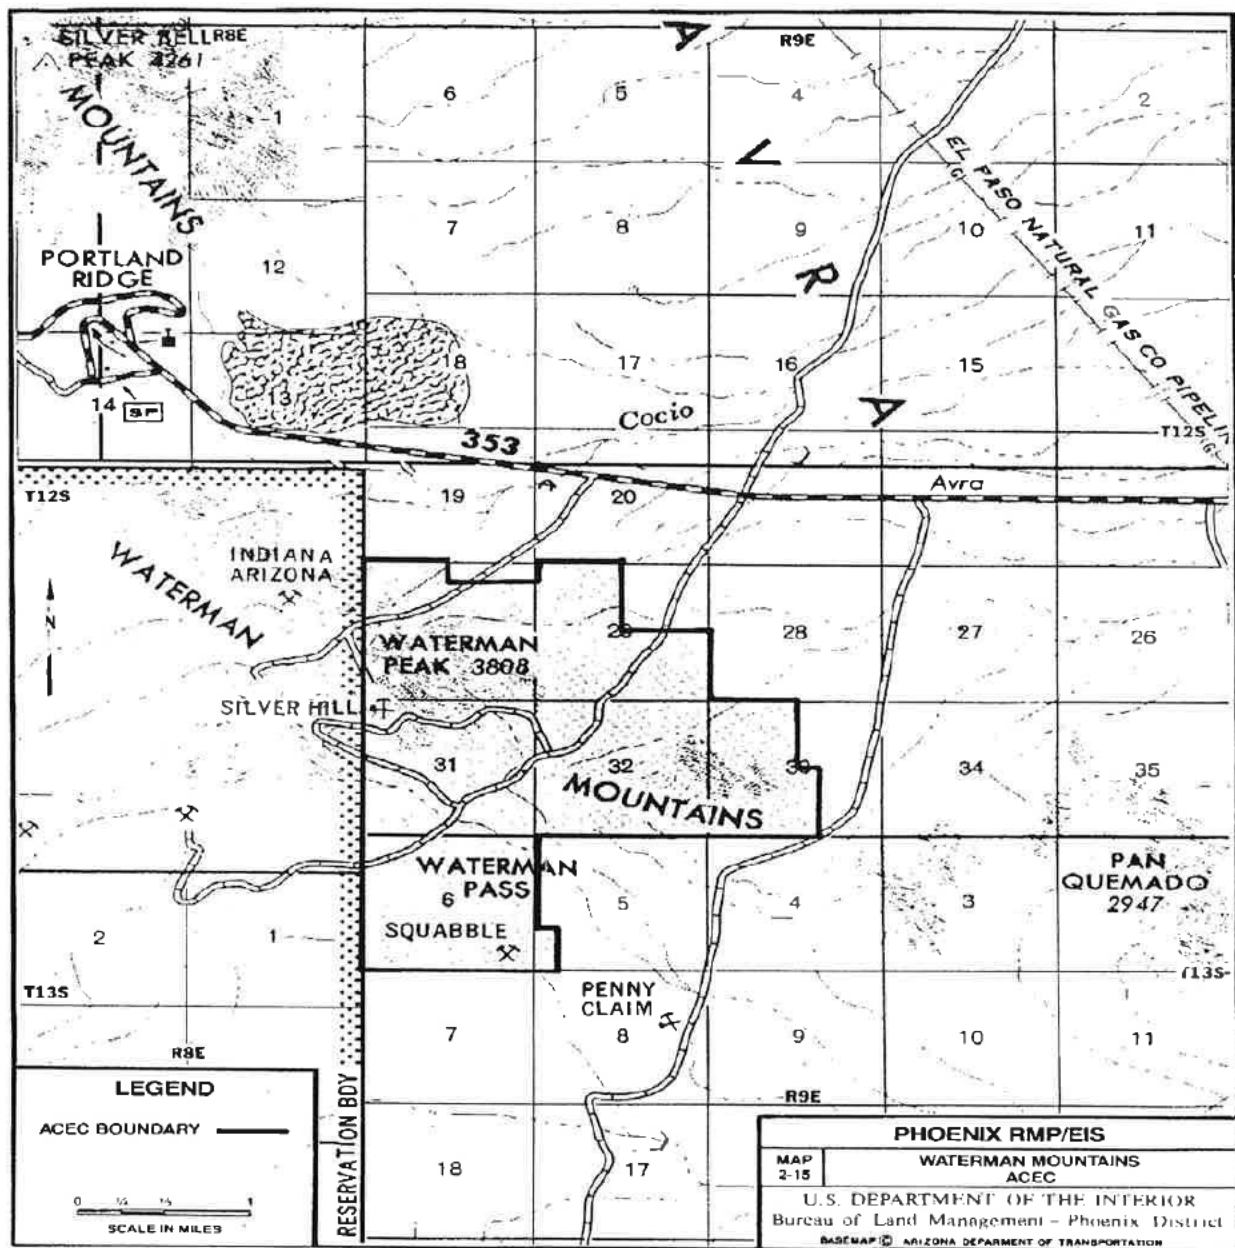 SILVER BELL
PEAK 4261
R8E
R9E
A
V
R
A
MOUNTAINS
6
5
4
2
1
EL PASO NATURAL GAS CO PIPELIN
G
7
8
9
10
11
12
PORTLAND
RIDGE
8
17
16
15
13
14
SP
Cocio
353
T12S
G
T12S
19
20
Avra
WATERMAN
INDIANA
ARIZONA
N
WATERMAN
PEAK 3808
28
27
26
SILVER HILL
31
32
34
35
MOUNTAINS
WATERMAN
PASS
6
5
4
3
PAN
QUEMADO
2947
2
1
SQUABBLE
T13S
T13S
PENNY
CLAIM
7
8
9
10
11
R8E
R9E
18
17
RESERVATION BDY
LEGEND
ACEC BOUNDARY
0
1
SCALE IN MILES
PHOENIX RMP/EIS
MAP
2-15
WATERMAN MOUNTAINS
ACEC
U.S. DEPARTMENT OF THE INTERIOR
Bureau of Land Management - Phoenix District
BASEMAP © ARIZONA DEPARMENT OF TRANSPORTATION